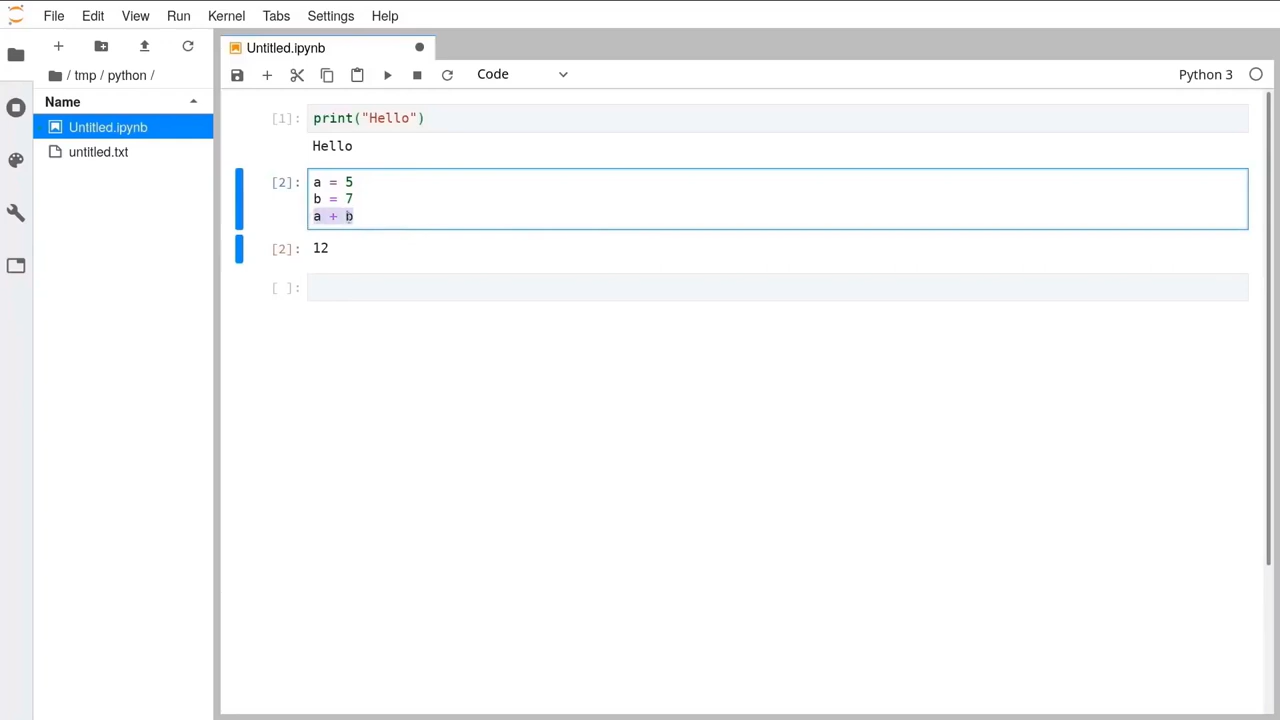 File Edit View Run Kernel Tabs Settings Help
/ tmp / python /
Name
Untitled.ipynb
untitled.txt
Untitled.ipynb
Code
Python 3
[1]: print("Hello")
Hello
[2]: a = 5
b = 7
a + b
[2]: 12
[ ]: